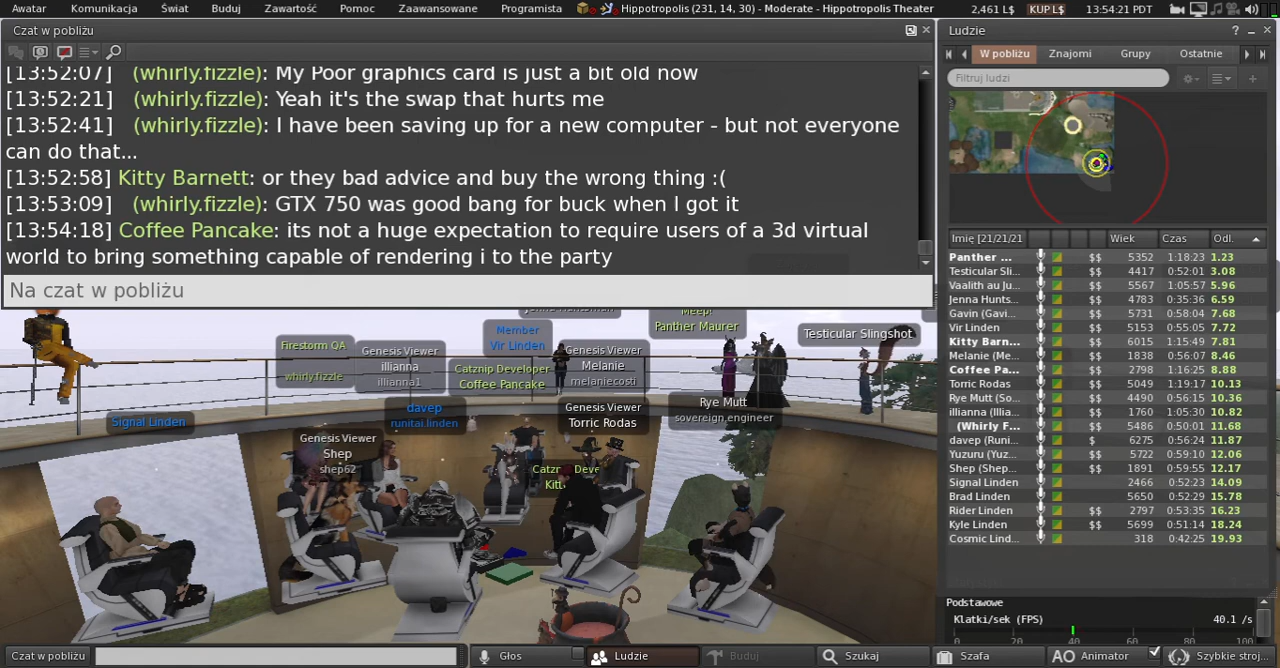 Awatar Komunikacja Świat Buduj Zawartość Pomoc Zaawansowane Programista Hippotropolis (231, 14, 30) - Moderate - Hippotropolis Theater 2,461 L$ KUP L$ 13:54:21 PDT
Czat w pobliżu
[13:52:07] (whirly.fizzle): My Poor graphics card is just a bit old now
[13:52:21] (whirly.fizzle): Yeah it's the swap that hurts me
[13:52:41] (whirly.fizzle): I have been saving up for a new computer - but not everyone
can do that...
[13:52:58] Kitty Barnett: or they bad advice and buy the wrong thing :(
[13:53:09] (whirly.fizzle): GTX 750 was good bang for buck when I got it
[13:54:18] Coffee Pancake: its not a huge expectation to require users of a 3d virtual
world to bring something capable of rendering i to the party
Na czat w pobliżu
Ludzie
W pobliżu Znajomi Grupy Ostatnie
Filtruj ludzi
Imię [21/21/21 Wiek Czas Odl.
Panther ... $$ 5352 1:18:23 1.23
Testicular Sli... $$ 4417 0:52:01 3.08
Vaalith au Ju... $$ 5567 1:05:57 5.96
Jenna Hunts... $$ 4783 0:35:36 6.59
Gavin (Gavi... $$ 5731 0:58:04 7.68
Vir Linden $$ 5153 0:55:05 7.72
Kitty Barn... $$ 6015 1:15:49 7.81
Melanie (Me... $$ 1838 0:56:07 8.46
Coffee Pa... $$ 2798 1:16:25 8.88
Torric Rodas $$ 5049 1:19:17 10.13
Rye Mutt (So... $$ 4490 0:56:15 10.36
illianna (Illia... $$ 1760 1:05:30 10.82
(Whirly F... $$ 5486 0:50:01 11.68
davep (Runi... $ 6275 0:56:24 11.87
Yuzuru (Yuz... $$ 5722 0:59:10 12.06
Shep (Shep... $$ 1891 0:59:55 12.17
Signal Linden 2466 0:52:23 14.09
Brad Linden 5650 0:52:29 15.78
Rider Linden $$ 2797 0:53:35 16.23
Kyle Linden $$ 5699 0:51:14 18.24
Cosmic Lind... 318 0:42:25 19.93
Panther Maurer
Testicular Slingshot
Member
Vir Linden
Firestorm QA
whirly.fizzle
Genesis Viewer
illianna
illianna1
Catznip Developer
Coffee Pancake
Genesis Viewer
Melanie
melaniecosti
Signal Linden
davep
runitai.linden
Genesis Viewer
Torric Rodas
Rye Mutt
sovereign.engineer
Genesis Viewer
Shep
shep62
Podstawowe
Klatki/sek (FPS) 40.1 /s
0 20 40 60 80 100
Czat w pobliżu Głos Ludzie Buduj Szukaj Szafa AO Animator Szybkie stroj...